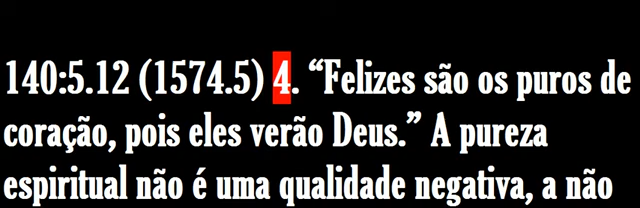 140:5.12 (1574.5) 4. “Felizes são os puros de
coração, pois eles verão Deus.” A pureza
espiritual não é uma qualidade negativa, a não